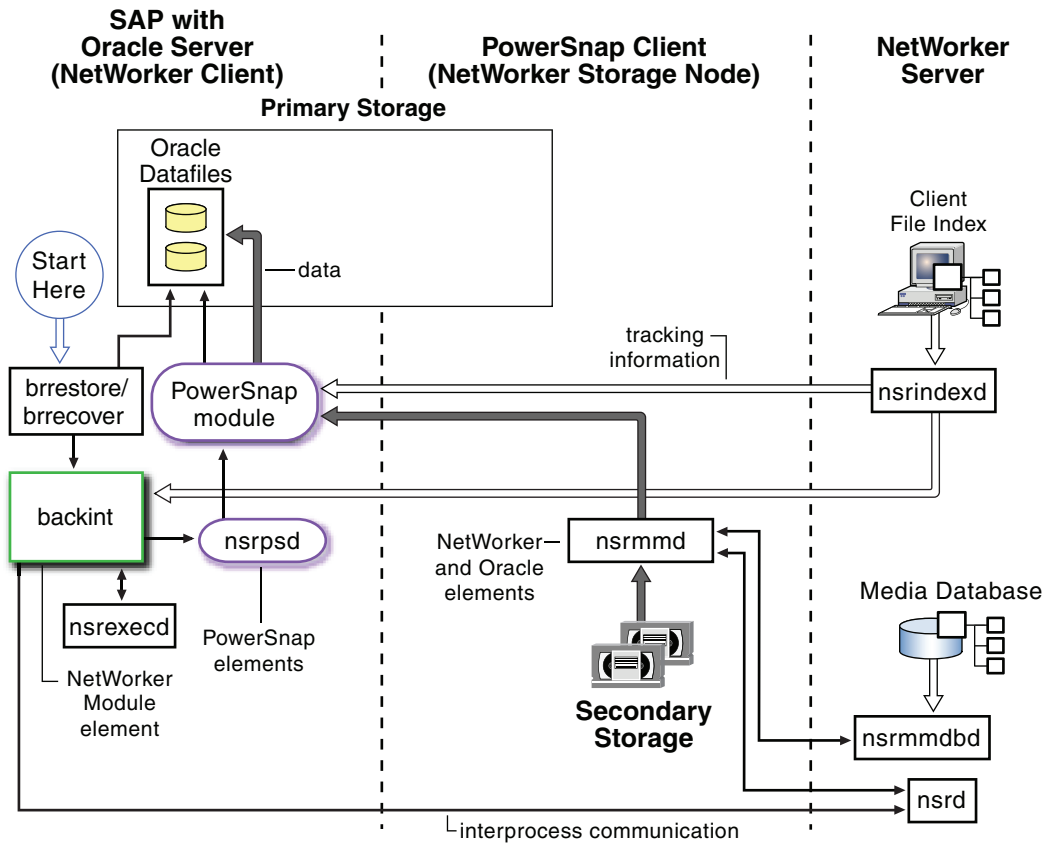 SAP with
Oracle Server
(NetWorker Client)
PowerSnap Client
(NetWorker Storage Node)
NetWorker
Server
Primary Storage
Oracle
Datafiles
data
Start
Here
Client
File Index
tracking
information
brrestore/
brrecover
PowerSnap
module
nsrindexd
backint
nsrpsd
NetWorker
and Oracle
elements
nsrmmd
Media Database
nsrexecd
PowerSnap
elements
NetWorker
Module
element
Secondary
Storage
nsrmmdbd
nsrd
interprocess communication